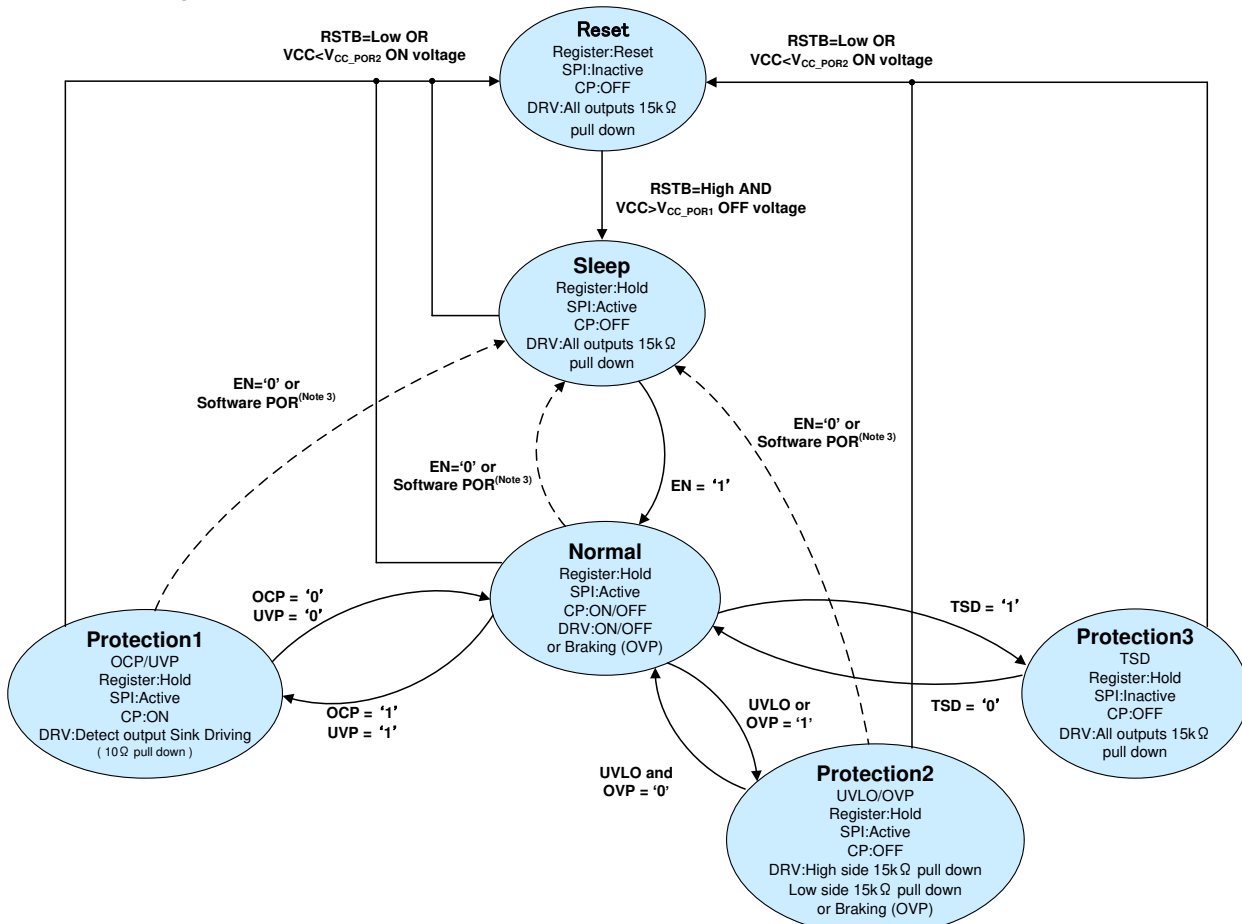 Reset
Register:Reset
SPI:Inactive
CP:OFF
DRV:All outputs 15kΩ
pull down
RSTB=Low OR
VCC<VCC_POR2 ON voltage
RSTB=Low OR
VCC<VCC_POR2 ON voltage
RSTB=High AND
VCC>VCC_POR1 OFF voltage
Sleep
Register:Hold
SPI:Active
CP:OFF
DRV:All outputs 15kΩ
pull down
EN='0' or
Software POR(Note 3)
EN='0' or
Software POR(Note 3)
EN='0' or
Software POR(Note 3)
EN = '1'
Normal
Register:Hold
SPI:Active
CP:ON/OFF
DRV:ON/OFF
or Braking (OVP)
OCP = '0'
UVP = '0'
OCP = '1'
UVP = '1'
TSD = '1'
TSD = '0'
UVLO or
OVP = '1'
UVLO and
OVP = '0'
Protection1
OCP/UVP
Register:Hold
SPI:Active
CP:ON
DRV:Detect output Sink Driving
( 10Ω pull down )
Protection3
TSD
Register:Hold
SPI:Inactive
CP:OFF
DRV:All outputs 15kΩ
pull down
Protection2
UVLO/OVP
Register:Hold
SPI:Active
CP:OFF
DRV:High side 15kΩ pull down
Low side 15kΩ pull down
or Braking (OVP)